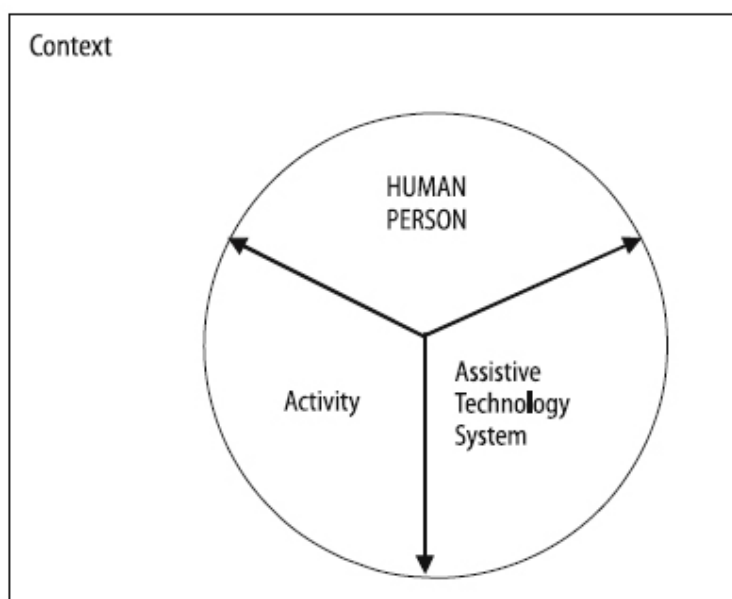 Context
HUMAN
PERSON
Activity
Assistive
Technology
System